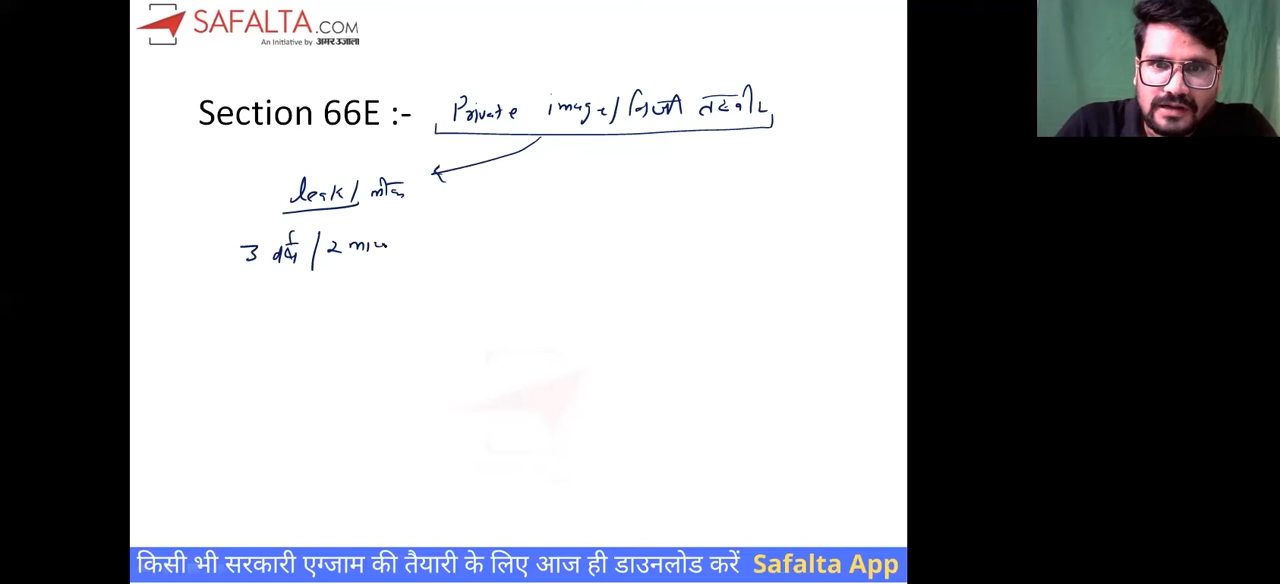 SAFALTA.COM
An Initiative by अमर उजाला
Section 66E :- Private image/ निजी तस्वीर
leak/ लीक
3 वर्ष / 2 लाख
किसी भी सरकारी एग्जाम की तैयारी के लिए आज ही डाउनलोड करें Safalta App